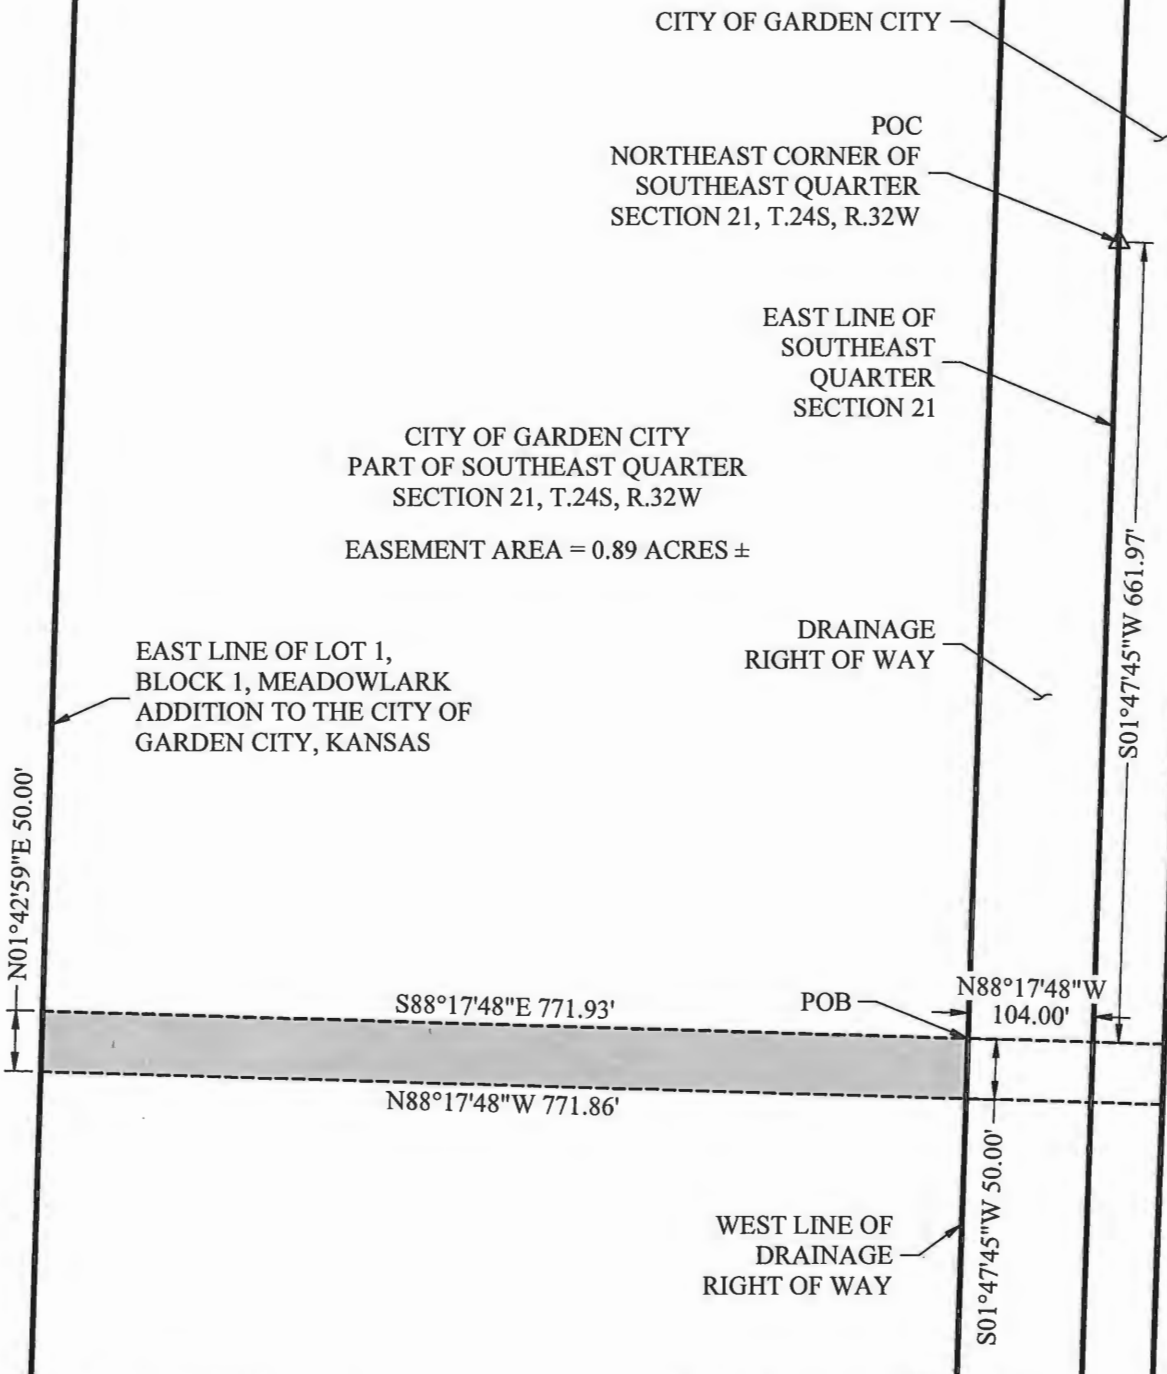 CITY OF GARDEN CITY
POC
NORTHEAST CORNER OF
SOUTHEAST QUARTER
SECTION 21, T.24S, R.32W
EAST LINE OF
SOUTHEAST
QUARTER
SECTION 21
CITY OF GARDEN CITY
PART OF SOUTHEAST QUARTER
SECTION 21, T.24S, R.32W
EASEMENT AREA = 0.89 ACRES ±
S01°47'45"W 661.97'
DRAINAGE
RIGHT OF WAY
EAST LINE OF LOT 1,
BLOCK 1, MEADOWLARK
ADDITION TO THE CITY OF
GARDEN CITY, KANSAS
N01°42'59"E 50.00'
S88°17'48"E 771.93'
POB
N88°17'48"W
104.00'
N88°17'48"W 771.86'
S01°47'45"W 50.00'
WEST LINE OF
DRAINAGE
RIGHT OF WAY